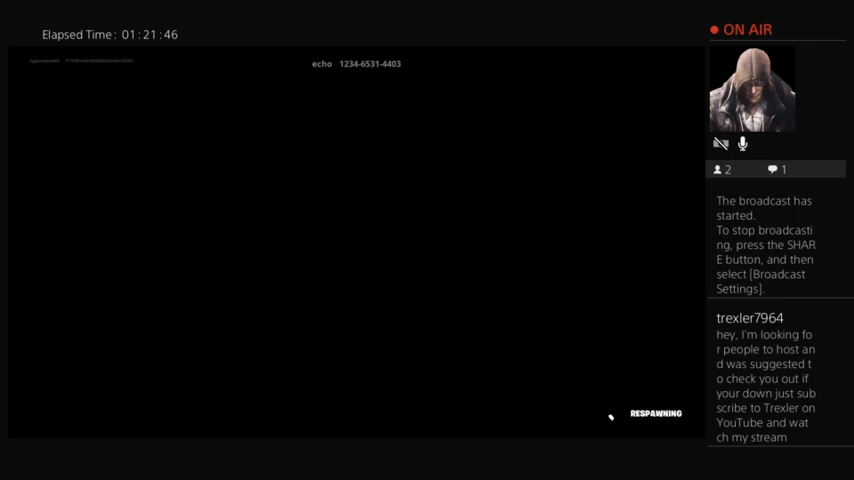 Elapsed Time: 01:21:46
ON AIR
echo 1234-6531-4403
2
1
The broadcast has
started.
To stop broadcasti
ng, press the SHAR
E button, and then
select [Broadcast
Settings].
trexler7964
hey, I'm looking fo
r people to host an
d was suggested t
o check you out if
your down just sub
scribe to Trexler on
YouTube and wat
ch my stream
RESPAWNING